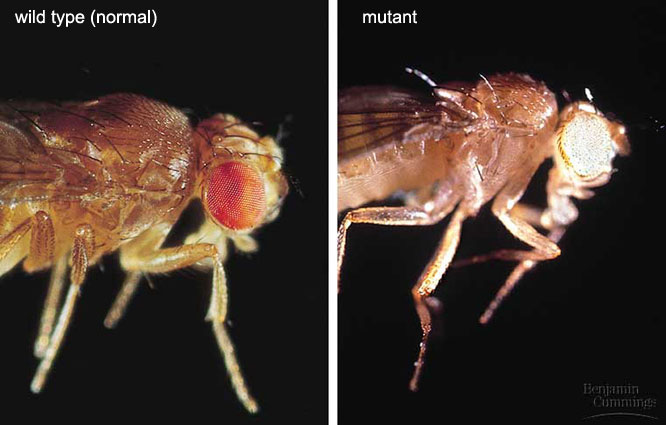 wild type (normal)
mutant
Benjamin
Cummings